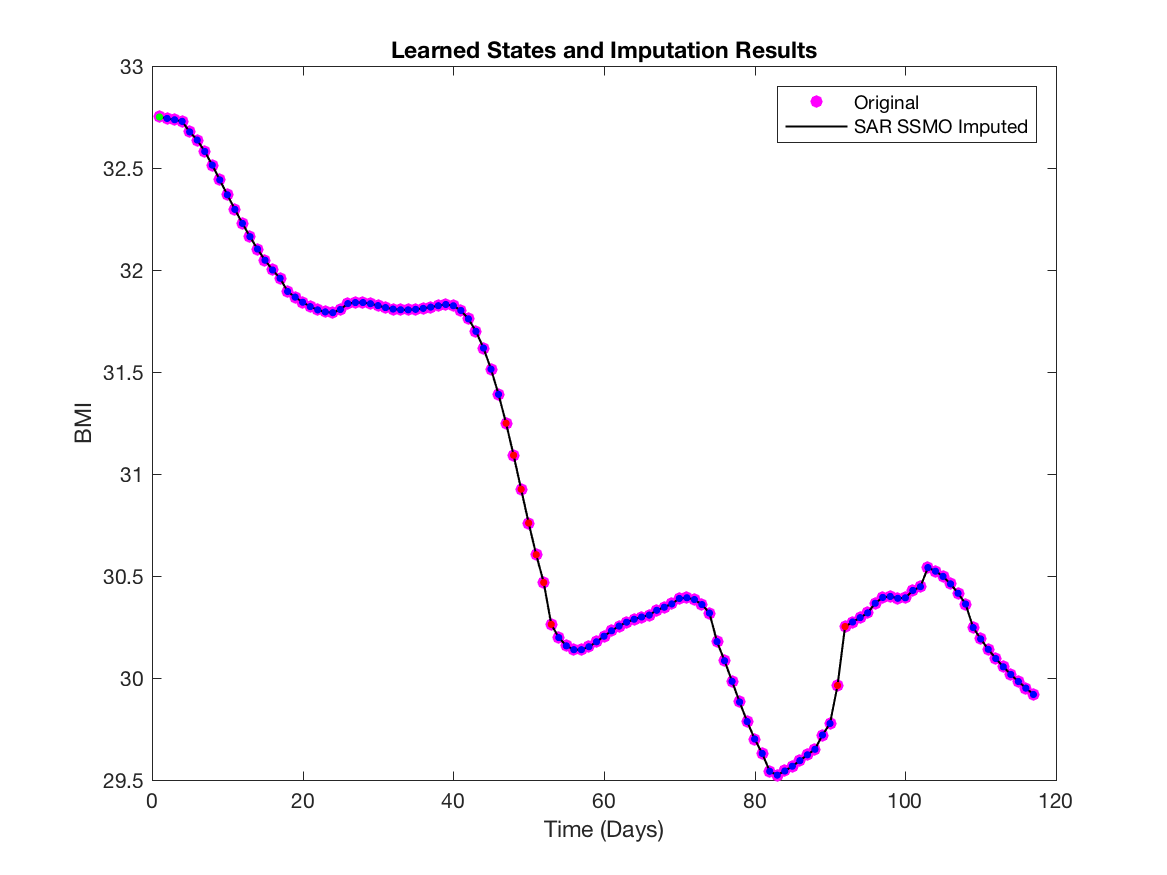 Learned States and Imputation Results
33
32.5
32
31.5
31
30.5
30
29.5
BMI
Original
SAR SSMO Imputed
0 20 40 60 80 100 120
Time (Days)